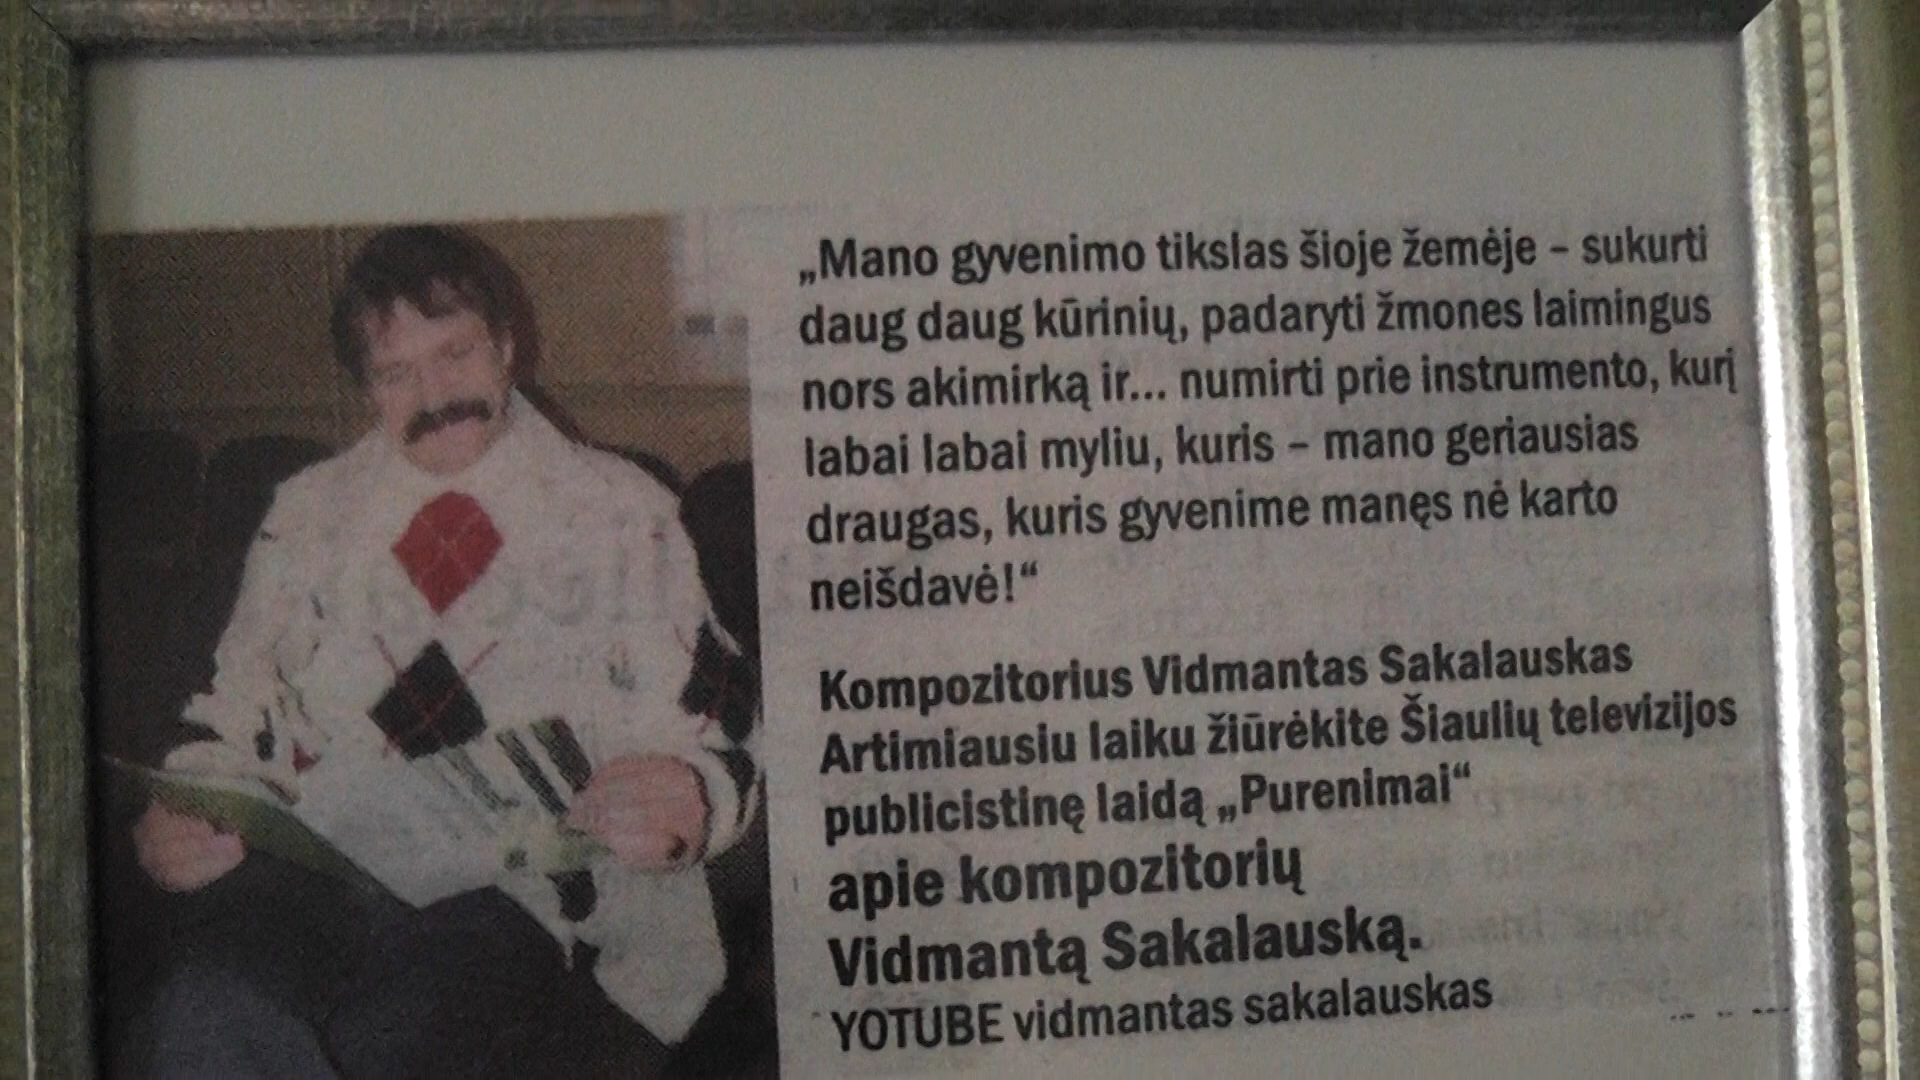 „Mano gyvenimo tikslas šioje žemėje – sukurti
daug daug kūrinių, padaryti žmones laimingus
nors akimirką ir... numirti prie instrumento, kurį
labai labai myliu, kuris – mano geriausias
draugas, kuris gyvenime manęs nė karto
neišdavė!“
Kompozitorius Vidmantas Sakalauskas
Artimiausiu laiku žiūrėkite Šiaulių televizijos
publicistinę laidą „Purenimai“
apie kompozitorių
Vidmantą Sakalauską.
YOTUBE vidmantas sakalauskas